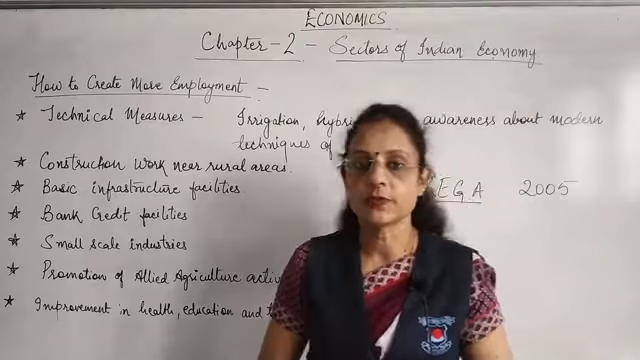 ECONOMICS
Chapter-2 - Sectors of Indian Economy
How to Create More Employment -
★ Technical Measures - Irrigation, hybrid awareness about modern
techniques of
★ Construction work near rural areas.
★ Basic infrastructure facilities EGA 2005
★ Bank Credit facilities
★ Small scale industries
★ Promotion of Allied Agriculture
★ Improvement in health, education and